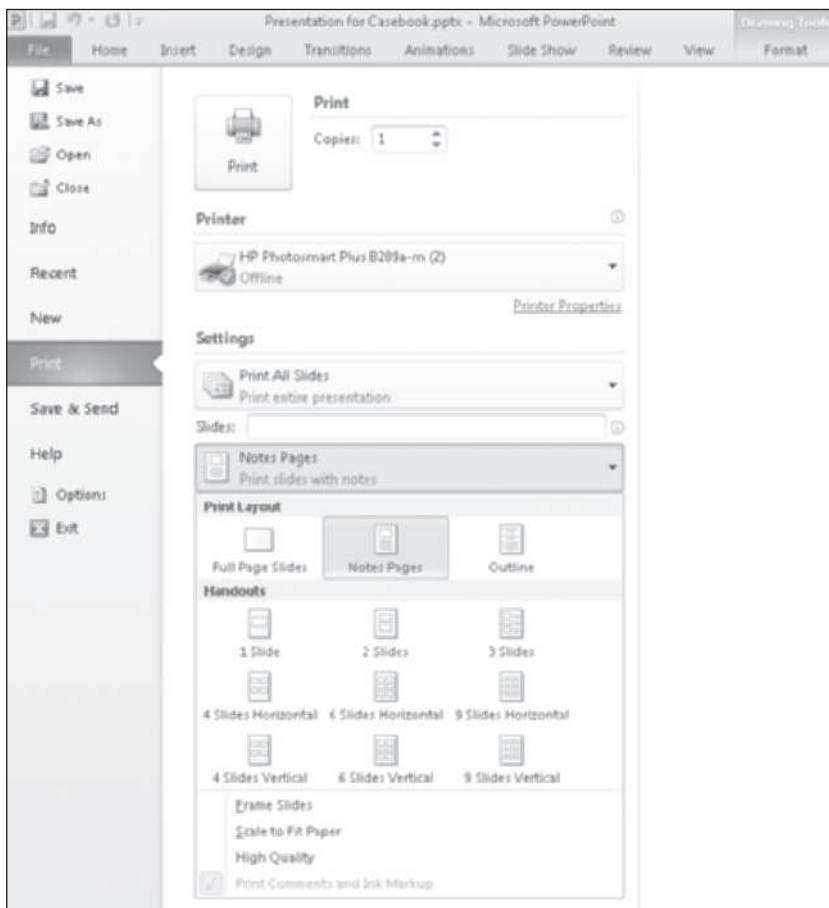 Presentation for Casebook.pptx - Microsoft PowerPoint
Drawing Tools
File Home Insert Design Transitions Animations Slide Show Review View Format
Save
Save As
Open
Close
Info
Recent
New
Print
Save & Send
Help
Options
Exit
Print
Print
Copies: 1
Printer
HP Photosmart Plus B209a-m (2)
Offline
Printer Properties
Settings
Print All Slides
Print entire presentation
Slides:
Notes Pages
Print slides with notes
Print Layout
Full Page Slides Notes Pages Outline
Handouts
1 Slide 2 Slides 3 Slides
4 Slides Horizontal 6 Slides Horizontal 9 Slides Horizontal
4 Slides Vertical 6 Slides Vertical 9 Slides Vertical
Frame Slides
Scale to Fit Paper
High Quality
Print Comments and Ink Markup